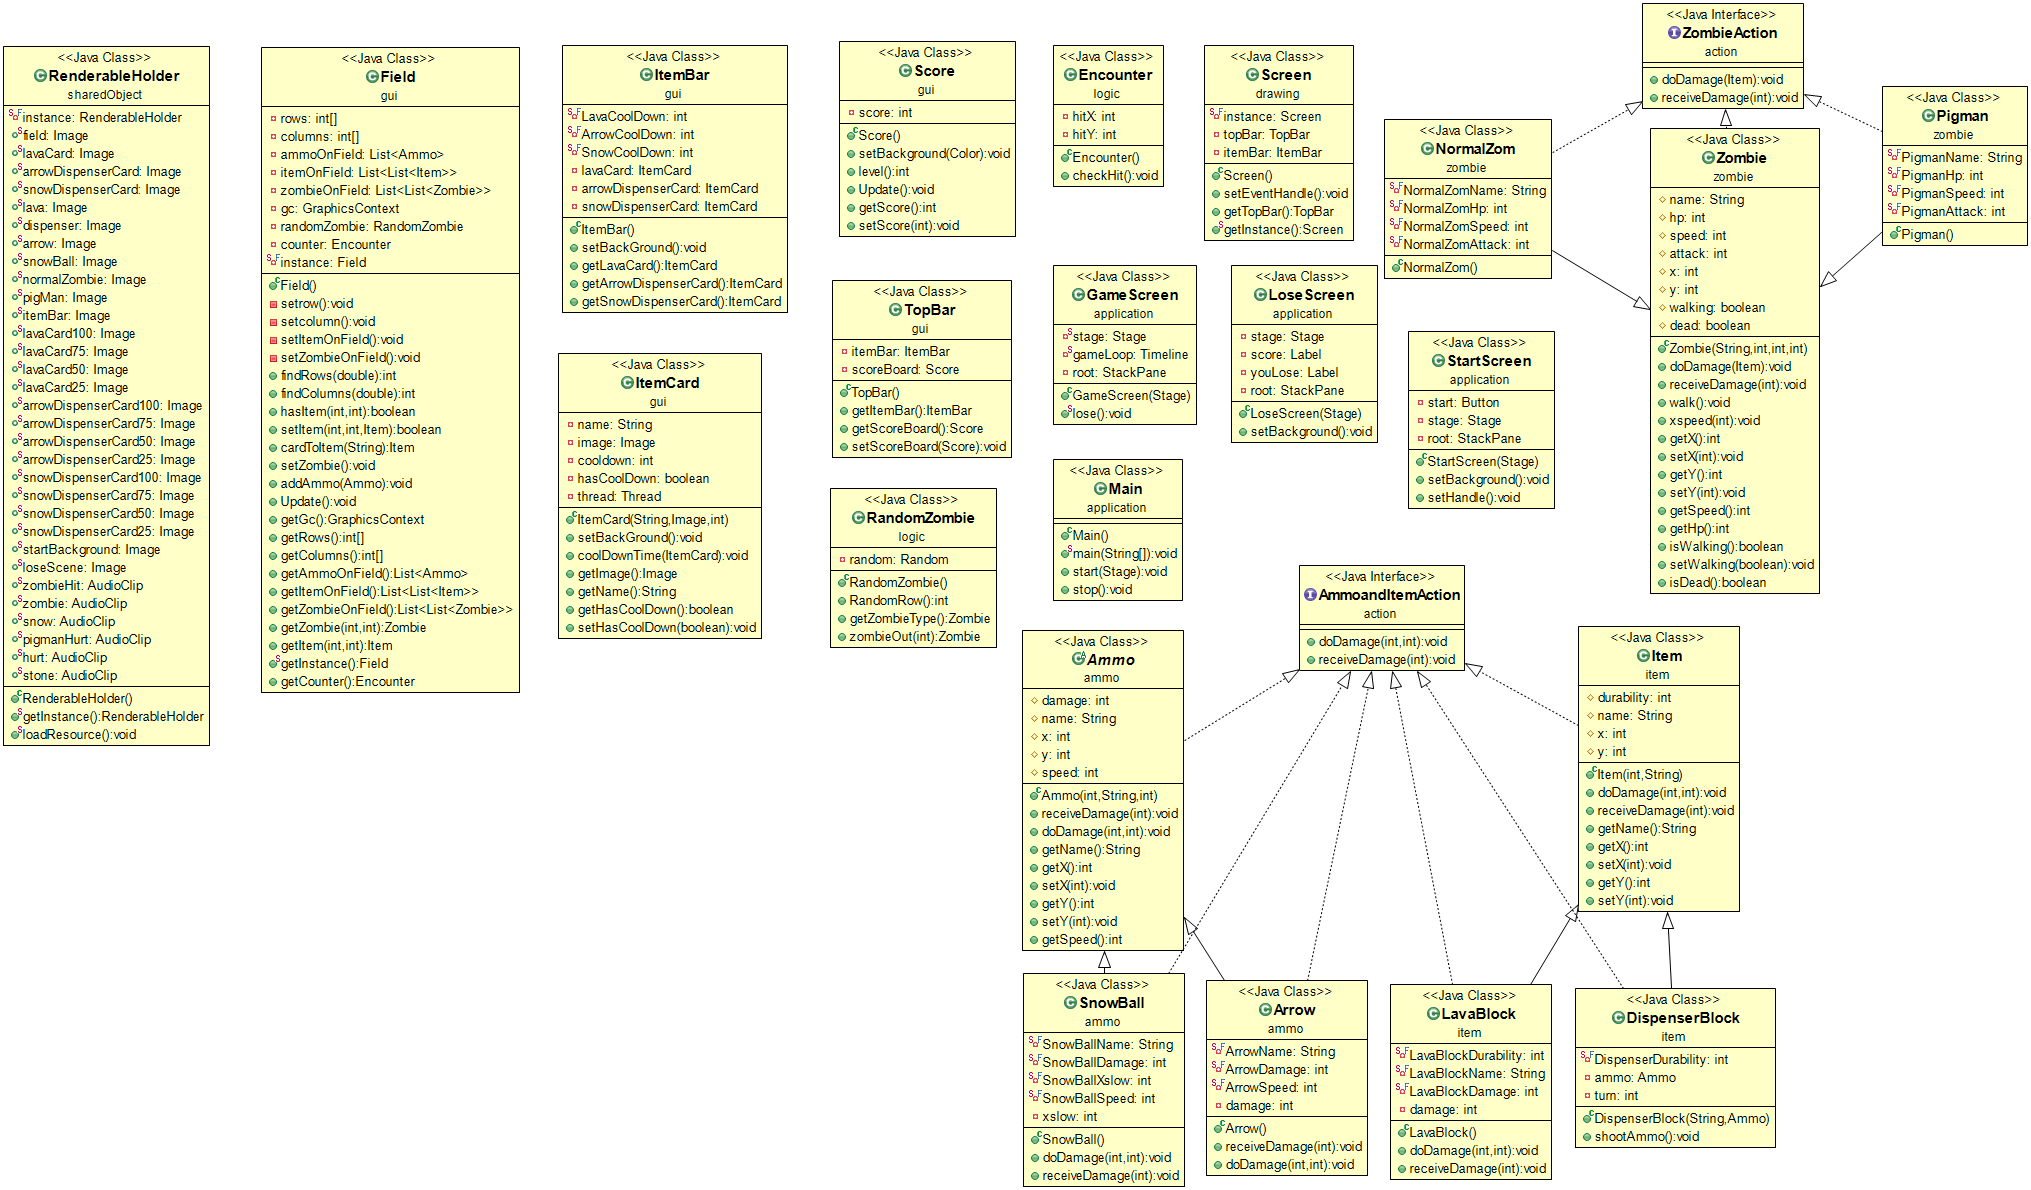 <<Java Class>>
RenderableHolder
sharedObject
instance: RenderableHolder
field: Image
lavaCard: Image
arrowDispenserCard: Image
snowDispenserCard: Image
lava: Image
dispenser: Image
arrow: Image
snowBall: Image
normalZombie: Image
pigMan: Image
itemBar: Image
lavaCard100: Image
lavaCard75: Image
lavaCard50: Image
lavaCard25: Image
arrowDispenserCard100: Image
arrowDispenserCard75: Image
arrowDispenserCard50: Image
arrowDispenserCard25: Image
snowDispenserCard100: Image
snowDispenserCard75: Image
snowDispenserCard50: Image
snowDispenserCard25: Image
startBackground: Image
loseScene: Image
zombieHit: AudioClip
zombie: AudioClip
snow: AudioClip
pigmanHurt: AudioClip
hurt: AudioClip
stone: AudioClip
RenderableHolder()
getInstance():RenderableHolder
loadResource():void
<<Java Class>>
Field
gui
rows: int[]
columns: int[]
ammoOnField: List<Ammo>
itemOnField: List<List<Item>>
zombieOnField: List<List<Zombie>>
gc: GraphicsContext
randomZombie: RandomZombie
counter: Encounter
instance: Field
Field()
setrow():void
setcolumn():void
setItemOnField():void
setZombieOnField():void
findRows(double):int
findColumns(double):int
hasItem(int,int):boolean
setItem(int,int,Item):boolean
cardToItem(String):Item
setZombie():void
addAmmo(Ammo):void
Update():void
getGc():GraphicsContext
getRows():int[]
getColumns():int[]
getAmmoOnField():List<Ammo>
getItemOnField():List<List<Item>>
getZombieOnField():List<List<Zombie>>
getZombie(int,int):Zombie
getItem(int,int):Item
getInstance():Field
getCounter():Encounter
<<Java Class>>
ItemBar
gui
LavaCoolDown: int
ArrowCoolDown: int
SnowCoolDown: int
lavaCard: ItemCard
arrowDispenserCard: ItemCard
snowDispenserCard: ItemCard
ItemBar()
setBackGround():void
getLavaCard():ItemCard
getArrowDispenserCard():ItemCard
getSnowDispenserCard():ItemCard
<<Java Class>>
ItemCard
gui
name: String
image: Image
cooldown: int
hasCoolDown: boolean
thread: Thread
ItemCard(String,Image,int)
setBackGround():void
coolDownTime(ItemCard):void
getImage():Image
getName():String
getHasCoolDown():boolean
setHasCoolDown(boolean):void
<<Java Class>>
Score
gui
score: int
Score()
setBackground(Color):void
level():int
Update():void
getScore():int
setScore(int):void
<<Java Class>>
TopBar
gui
itemBar: ItemBar
scoreBoard: Score
TopBar()
getItemBar():ItemBar
getScoreBoard():Score
setScoreBoard(Score):void
<<Java Class>>
RandomZombie
logic
random: Random
RandomZombie()
RandomRow():int
getZombieType():Zombie
zombieOut(int):Zombie
<<Java Class>>
Encounter
logic
hitX: int
hitY: int
Encounter()
checkHit():void
<<Java Class>>
Screen
drawing
instance: Screen
topBar: TopBar
itemBar: ItemBar
Screen()
setEventHandle():void
getTopBar():TopBar
getInstance():Screen
<<Java Class>>
GameScreen
application
stage: Stage
gameLoop: Timeline
root: StackPane
GameScreen(Stage)
lose():void
<<Java Class>>
LoseScreen
application
stage: Stage
score: Label
youLose: Label
root: StackPane
LoseScreen(Stage)
setBackground():void
<<Java Class>>
Main
application
Main()
main(String[]):void
start(Stage):void
stop():void
<<Java Class>>
StartScreen
application
start: Button
stage: Stage
root: StackPane
StartScreen(Stage)
setBackground():void
setHandle():void
<<Java Interface>>
ZombieAction
action
doDamage(Item):void
receiveDamage(int):void
<<Java Class>>
NormalZom
zombie
NormalZomName: String
NormalZomHp: int
NormalZomSpeed: int
NormalZomAttack: int
NormalZom()
<<Java Class>>
Zombie
zombie
name: String
hp: int
speed: int
attack: int
x: int
y: int
walking: boolean
dead: boolean
Zombie(String,int,int,int)
doDamage(Item):void
receiveDamage(int):void
walk():void
xspeed(int):void
getX():int
setX(int):void
getY():int
setY(int):void
getSpeed():int
getHp():int
isWalking():boolean
setWalking(boolean):void
isDead():boolean
<<Java Class>>
Pigman
zombie
PigmanName: String
PigmanHp: int
PigmanSpeed: int
PigmanAttack: int
Pigman()
<<Java Interface>>
AmmoandItemAction
action
doDamage(int,int):void
receiveDamage(int):void
<<Java Class>>
Ammo
ammo
damage: int
name: String
x: int
y: int
speed: int
Ammo(int,String,int)
receiveDamage(int):void
doDamage(int,int):void
getName():String
getX():int
setX(int):void
getY():int
setY(int):void
getSpeed():int
<<Java Class>>
Item
item
durability: int
name: String
x: int
y: int
Item(int,String)
doDamage(int,int):void
receiveDamage(int):void
getName():String
getX():int
setX(int):void
getY():int
setY(int):void
<<Java Class>>
SnowBall
ammo
SnowBallName: String
SnowBallDamage: int
SnowBallXslow: int
SnowBallSpeed: int
xslow: int
SnowBall()
doDamage(int,int):void
receiveDamage(int):void
<<Java Class>>
Arrow
ammo
ArrowName: String
ArrowDamage: int
ArrowSpeed: int
damage: int
Arrow()
receiveDamage(int):void
doDamage(int,int):void
<<Java Class>>
LavaBlock
item
LavaBlockDurability: int
LavaBlockName: String
LavaBlockDamage: int
damage: int
LavaBlock()
doDamage(int,int):void
receiveDamage(int):void
<<Java Class>>
DispenserBlock
item
DispenserDurability: int
ammo: Ammo
turn: int
DispenserBlock(String,Ammo)
shootAmmo():void